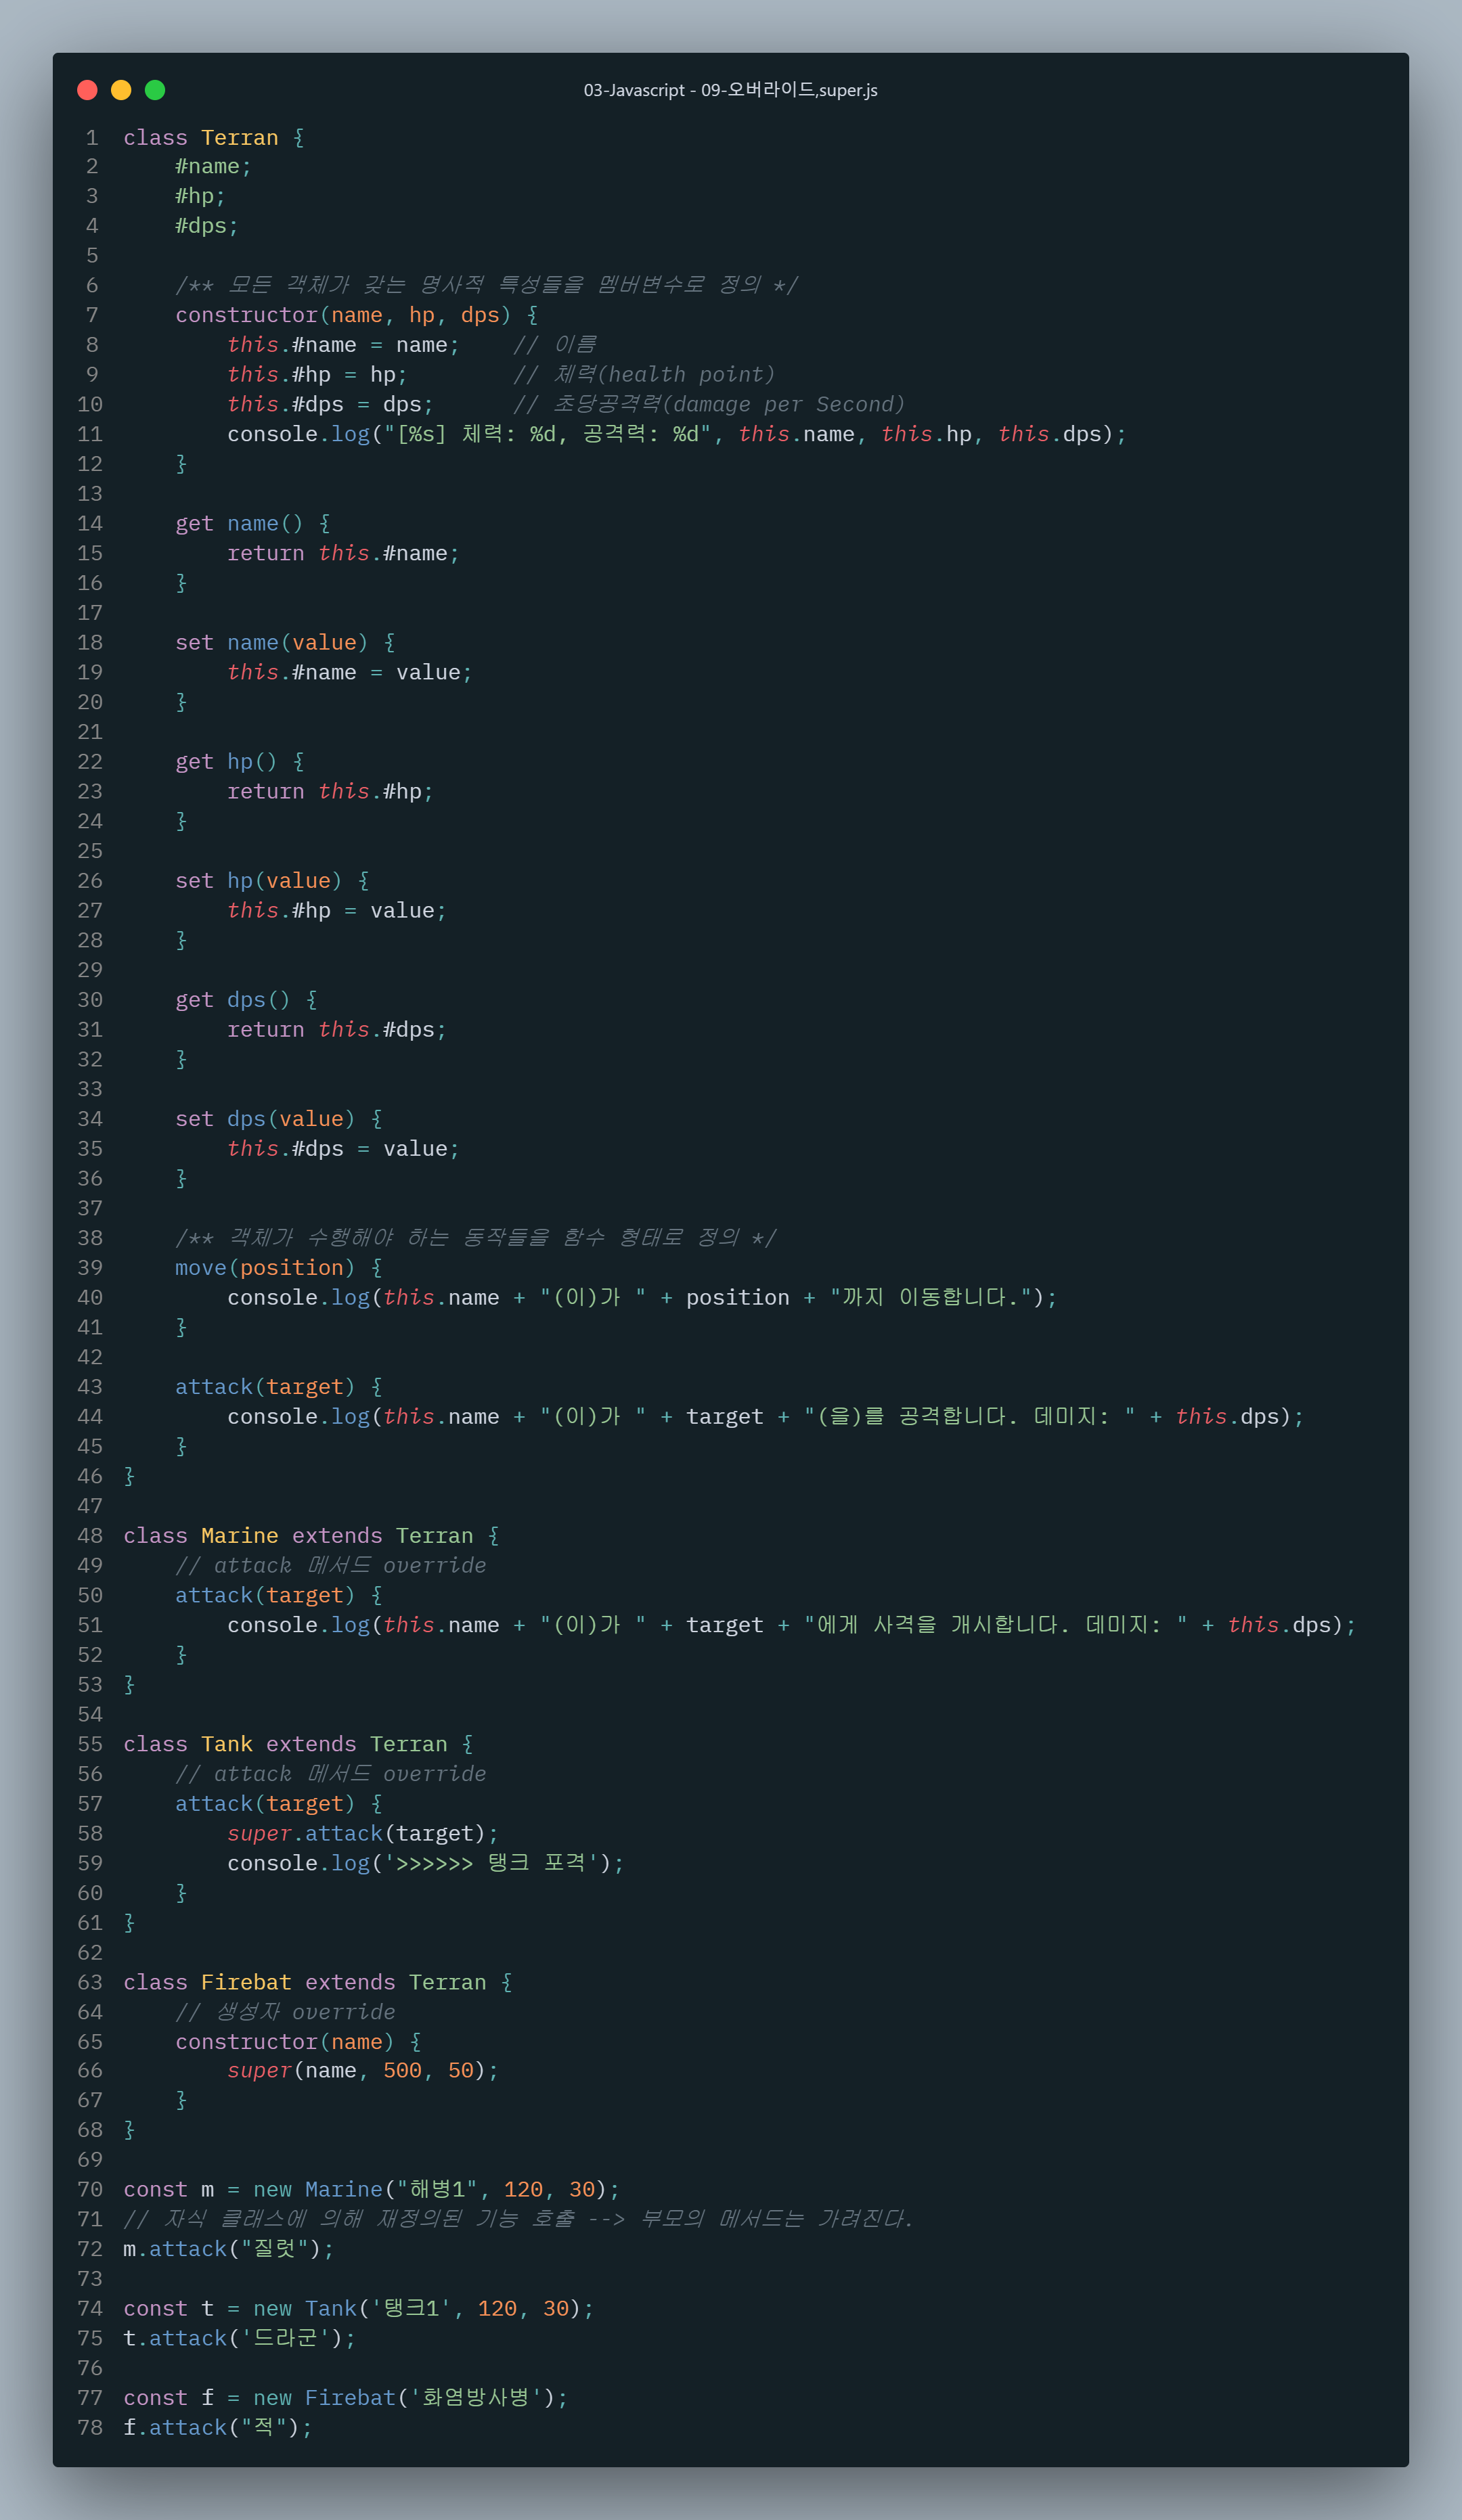 03-Javascript - 09-오버라이드,super.js
1 class Terran {
2     #name;
3     #hp;
4     #dps;
5
6     /** 모든 객체가 갖는 명사적 특성들을 멤버변수로 정의 */
7     constructor(name, hp, dps) {
8         this.#name = name;    // 이름
9         this.#hp = hp;        // 체력(health point)
10         this.#dps = dps;      // 초당공격력(damage per Second)
11         console.log("[%s] 체력: %d, 공격력: %d", this.name, this.hp, this.dps);
12     }
13
14     get name() {
15         return this.#name;
16     }
17
18     set name(value) {
19         this.#name = value;
20     }
21
22     get hp() {
23         return this.#hp;
24     }
25
26     set hp(value) {
27         this.#hp = value;
28     }
29
30     get dps() {
31         return this.#dps;
32     }
33
34     set dps(value) {
35         this.#dps = value;
36     }
37
38     /** 객체가 수행해야 하는 동작들을 함수 형태로 정의 */
39     move(position) {
40         console.log(this.name + "(이)가 " + position + "까지 이동합니다.");
41     }
42
43     attack(target) {
44         console.log(this.name + "(이)가 " + target + "(을)를 공격합니다. 데미지: " + this.dps);
45     }
46 }
47
48 class Marine extends Terran {
49     // attack 메서드 override
50     attack(target) {
51         console.log(this.name + "(이)가 " + target + "에게 사격을 개시합니다. 데미지: " + this.dps);
52     }
53 }
54
55 class Tank extends Terran {
56     // attack 메서드 override
57     attack(target) {
58         super.attack(target);
59         console.log('>>>>>> 탱크 포격');
60     }
61 }
62
63 class Firebat extends Terran {
64     // 생성자 override
65     constructor(name) {
66         super(name, 500, 50);
67     }
68 }
69
70 const m = new Marine("해병1", 120, 30);
71 // 자식 클래스에 의해 재정의된 기능 호출 --> 부모의 메서드는 가려진다.
72 m.attack("질럿");
73
74 const t = new Tank('탱크1', 120, 30);
75 t.attack('드라군');
76
77 const f = new Firebat('화염방사병');
78 f.attack("적");